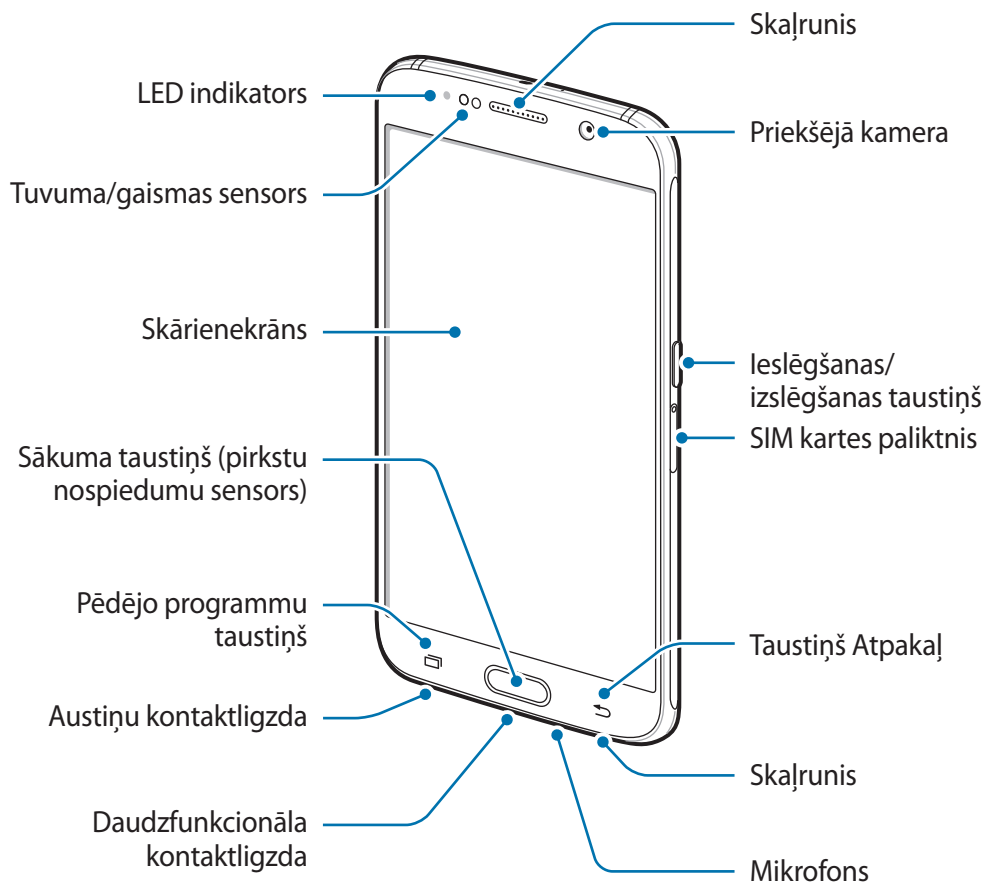 Skaļrunis
LED indikators
Priekšējā kamera
Tuvuma/gaismas sensors
Skārienekrāns
Ieslēgšanas/
izslēgšanas taustiņš
SIM kartes paliktnis
Sākuma taustiņš (pirkstu
nospiedumu sensors)
Pēdējo programmu
taustiņš
Taustiņš Atpakaļ
Austiņu kontaktligzda
Skaļrunis
Daudzfunkcionāla
kontaktligzda
Mikrofons